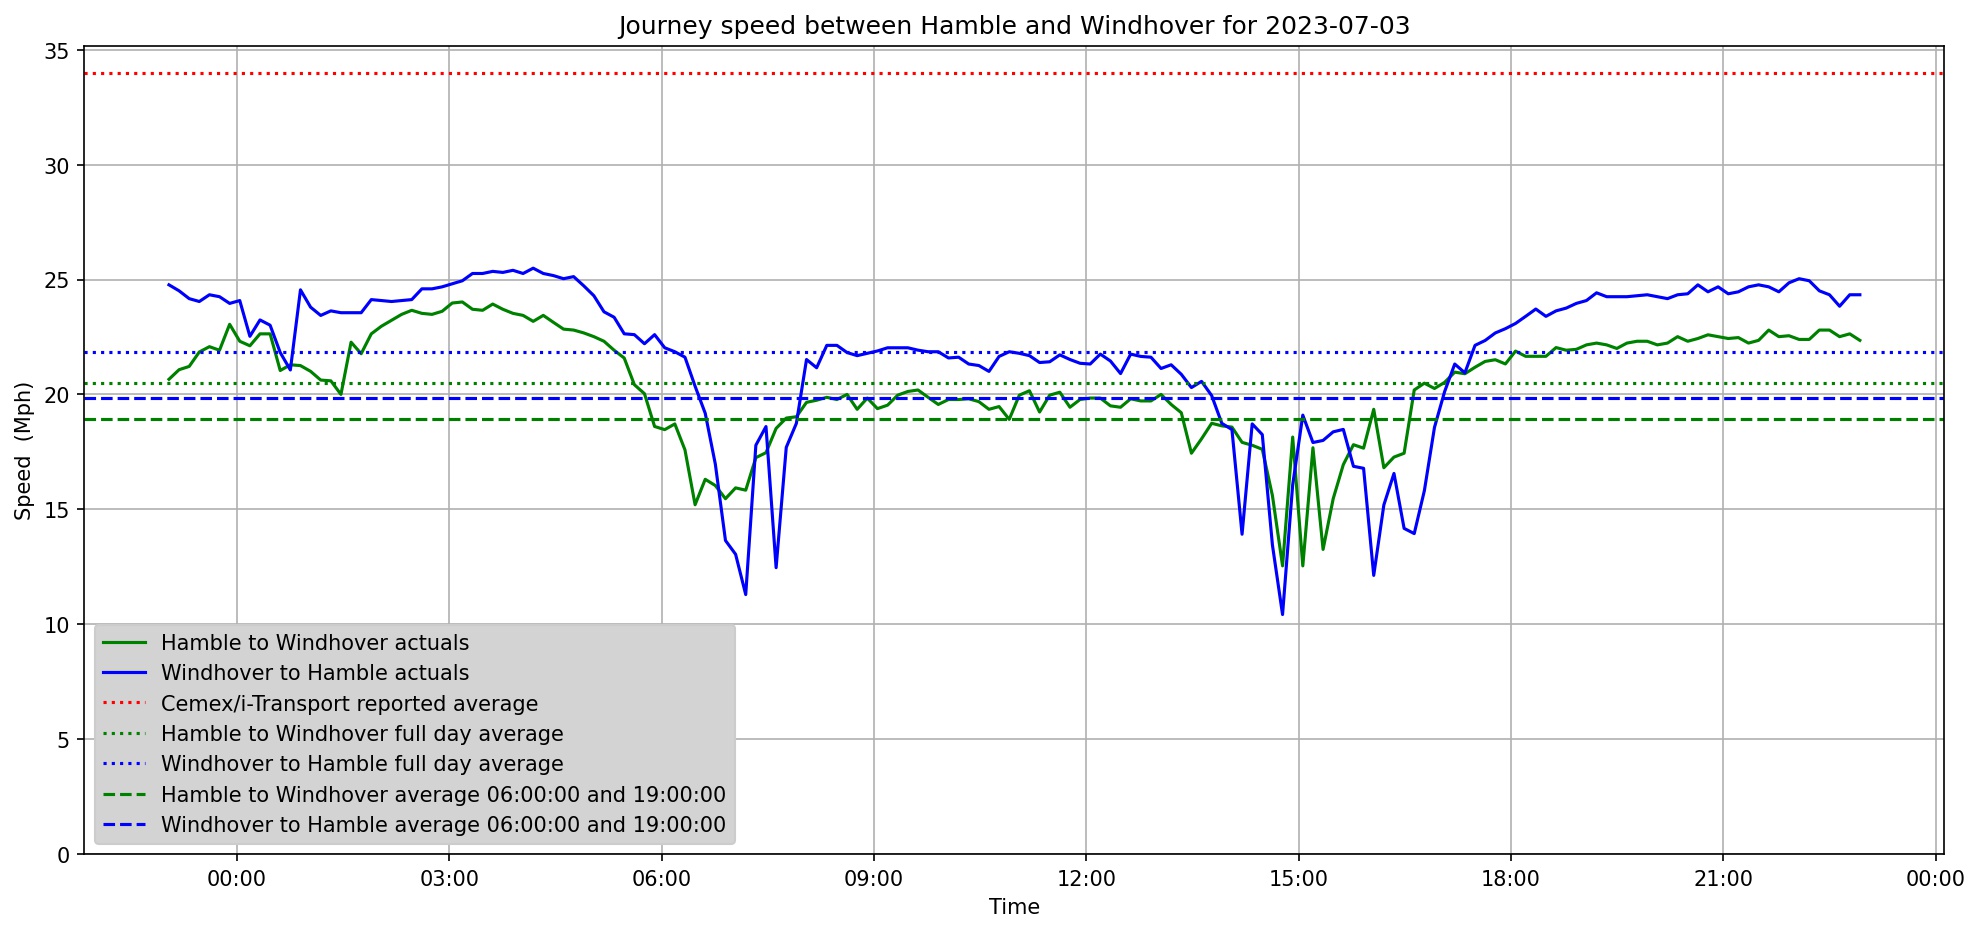 Journey speed between Hamble and Windhover for 2023-07-03
35
30
25
20
15
10
5
0
Speed  (Mph)
Hamble to Windhover actuals
Windhover to Hamble actuals
Cemex/i-Transport reported average
Hamble to Windhover full day average
Windhover to Hamble full day average
Hamble to Windhover average 06:00:00 and 19:00:00
Windhover to Hamble average 06:00:00 and 19:00:00
00:00 03:00 06:00 09:00 12:00 15:00 18:00 21:00 00:00
Time